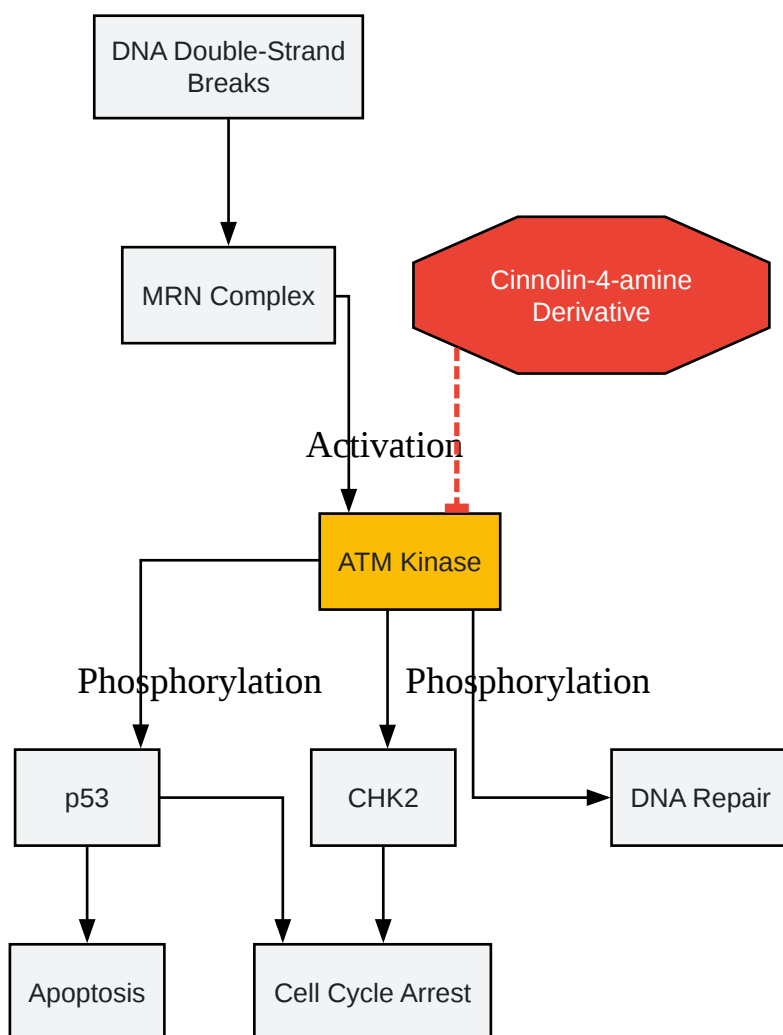 DNA Double-Strand
Breaks
MRN Complex
Cinnolin-4-amine
Derivative
Activation
ATM Kinase
Phosphorylation
Phosphorylation
p53
CHK2
DNA Repair
Apoptosis
Cell Cycle Arrest